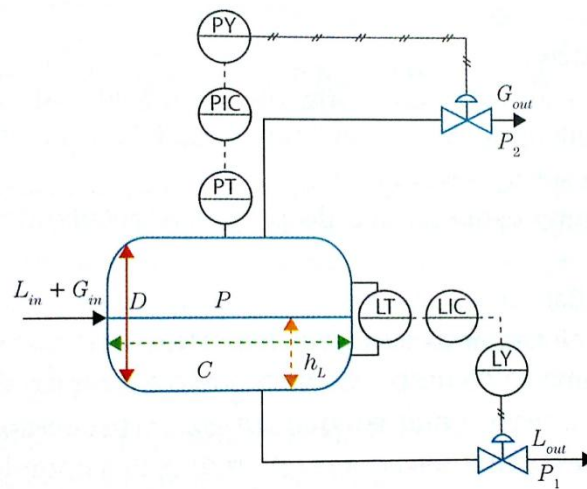 PY
PIC
G_out
P_2
PT
L_in + G_in
D
P
LT
LIC
C
h_L
LY
L_out
P_1